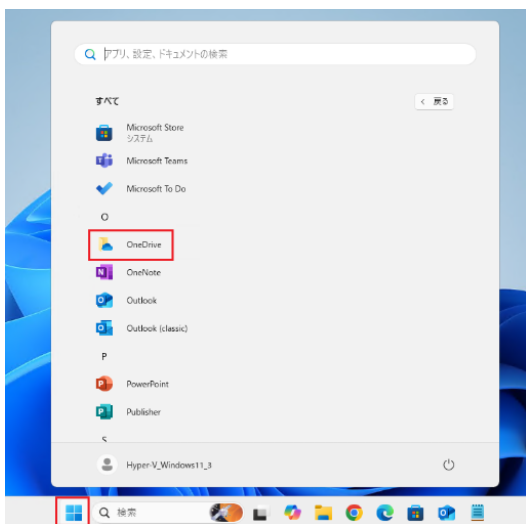 アプリ、設定、ドキュメントの検索
すべて
< 戻る
Microsoft Store
システム
Microsoft Teams
Microsoft To Do
O
OneDrive
OneNote
Outlook
Outlook (classic)
P
PowerPoint
Publisher
S
Hyper-V_Windows11_3
検索